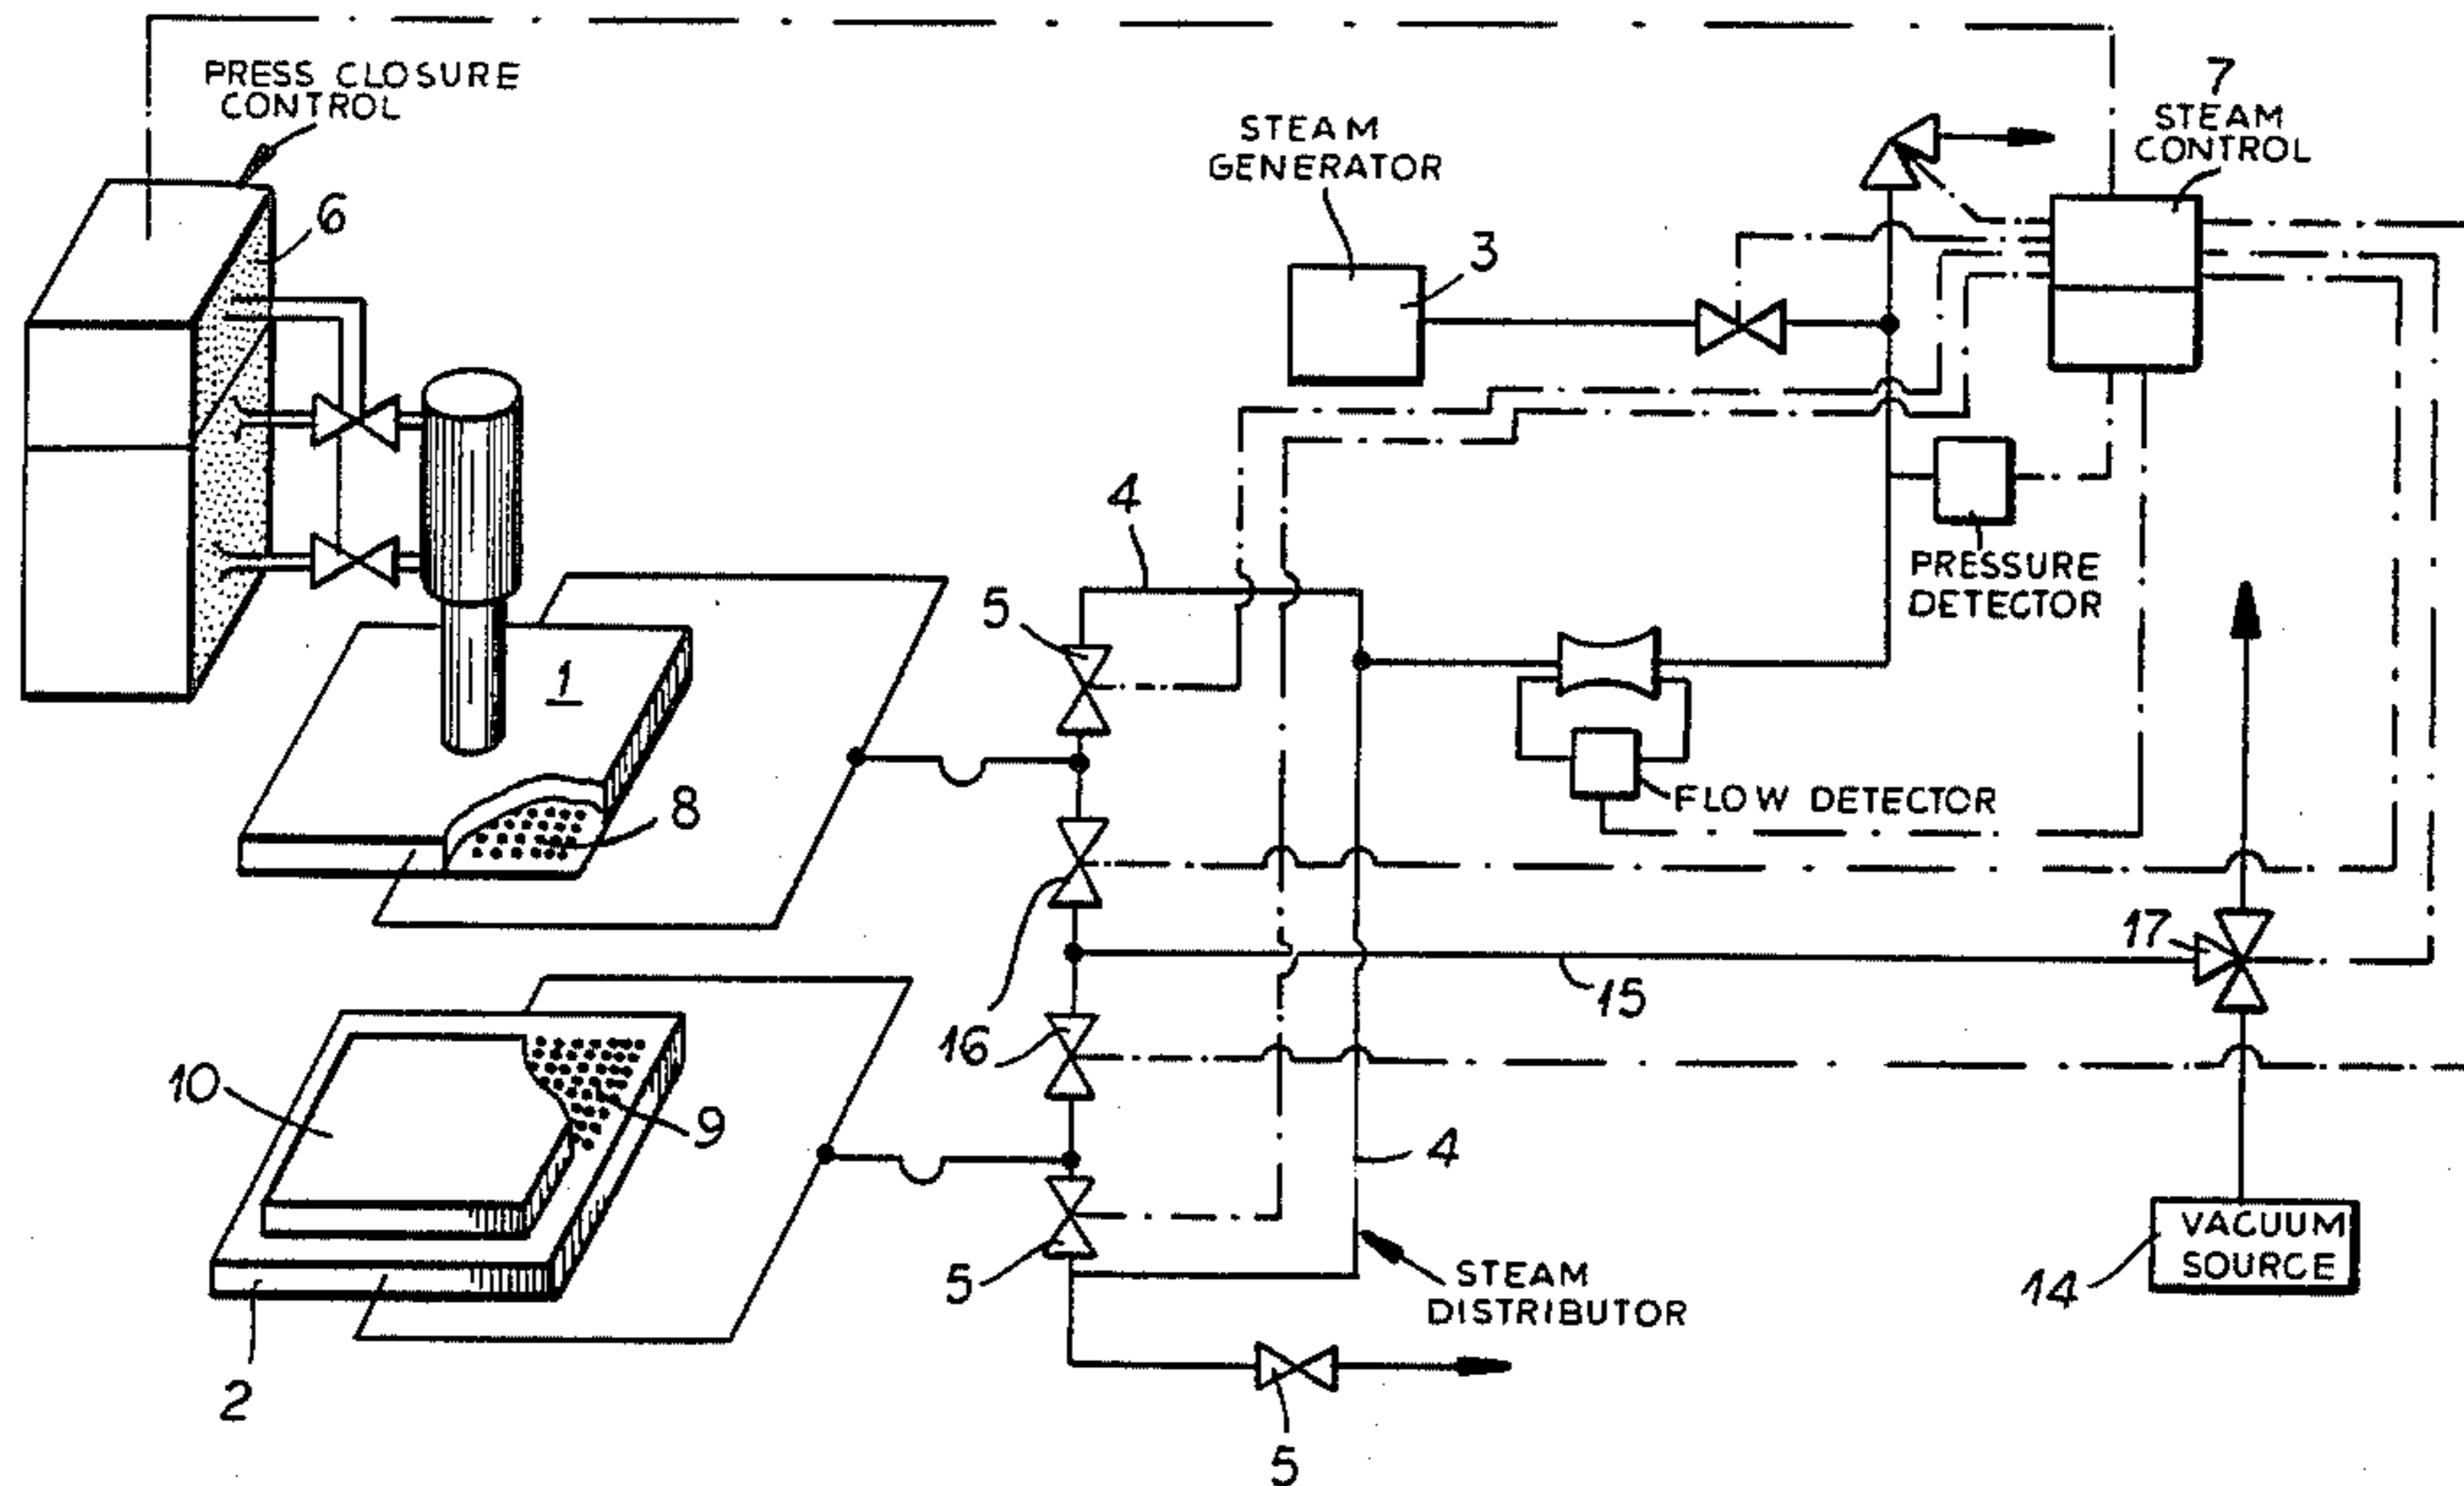 PRESS CLOSURE
CONTROL
6
STEAM
GENERATOR
3
7
STEAM
CONTROL
4
5
1
PRESSURE
DETECTOR
8
FLOW DETECTOR
16
17
15
16
10
9
4
5
STEAM
DISTRIBUTOR
VACUUM
SOURCE
14
2
5